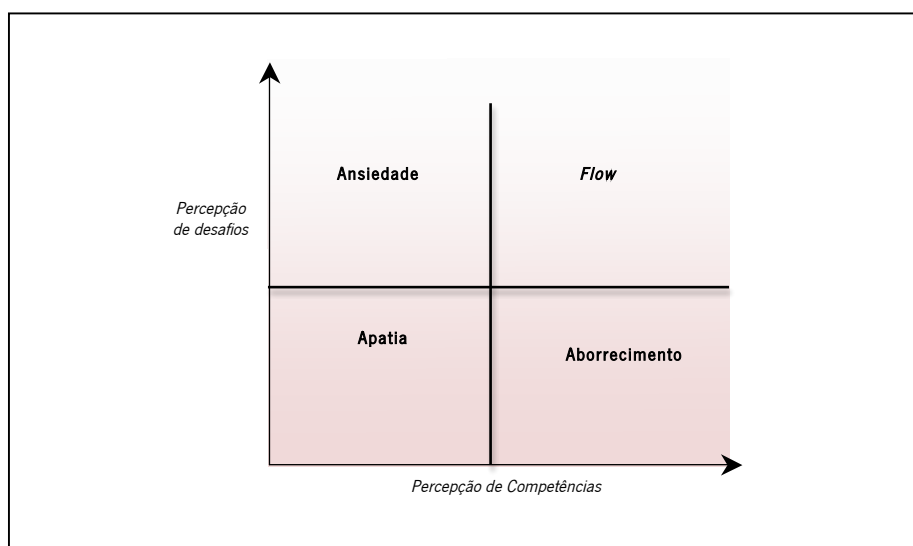 Ansiedade
Flow
Percepção
de desafios
Apatia
Aborrecimento
Percepção de Competências